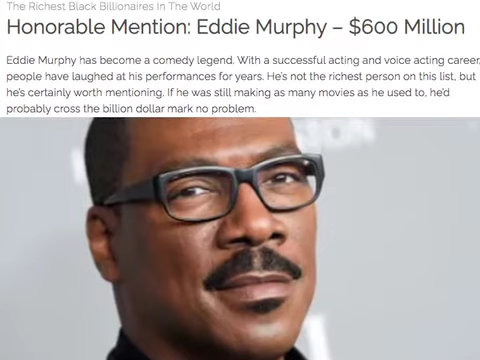 The Richest Black Billionaires In The World
Honorable Mention: Eddie Murphy – $600 Million
Eddie Murphy has become a comedy legend. With a successful acting and voice acting career,
people have laughed at his performances for years. He's not the richest person on this list, but
he's certainly worth mentioning. If he was still making as many movies as he used to, he'd
probably cross the billion dollar mark no problem.